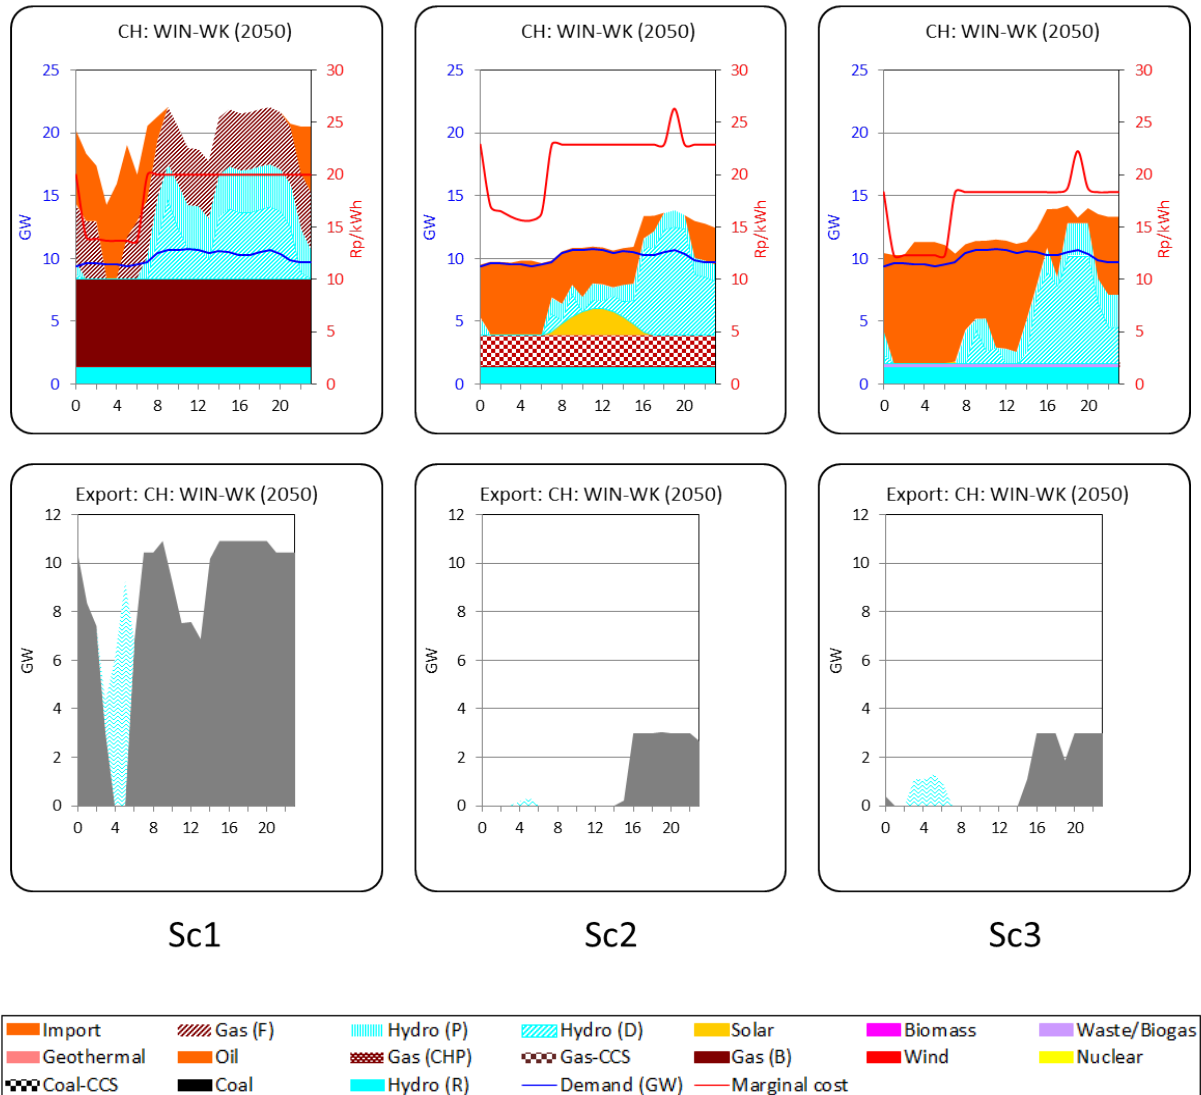 CH: WIN-WK (2050)
25
20
15
10
5
0
GW
30
25
20
15
10
5
0
Rp/kWh
0 4 8 12 16 20
CH: WIN-WK (2050)
25
20
15
10
5
0
GW
30
25
20
15
10
5
0
Rp/kWh
0 4 8 12 16 20
CH: WIN-WK (2050)
25
20
15
10
5
0
GW
30
25
20
15
10
5
0
Rp/kWh
0 4 8 12 16 20
Export: CH: WIN-WK (2050)
12
10
8
6
4
2
0
GW
0 4 8 12 16 20
Export: CH: WIN-WK (2050)
12
10
8
6
4
2
0
GW
0 4 8 12 16 20
Export: CH: WIN-WK (2050)
12
10
8
6
4
2
0
GW
0 4 8 12 16 20
Sc1 Sc2 Sc3
Import Gas (F) Hydro (P) Hydro (D) Solar Biomass Waste/Biogas
Geothermal Oil Gas (CHP) Gas-CCS Gas (B) Wind Nuclear
Coal-CCS Coal Hydro (R) Demand (GW) Marginal cost